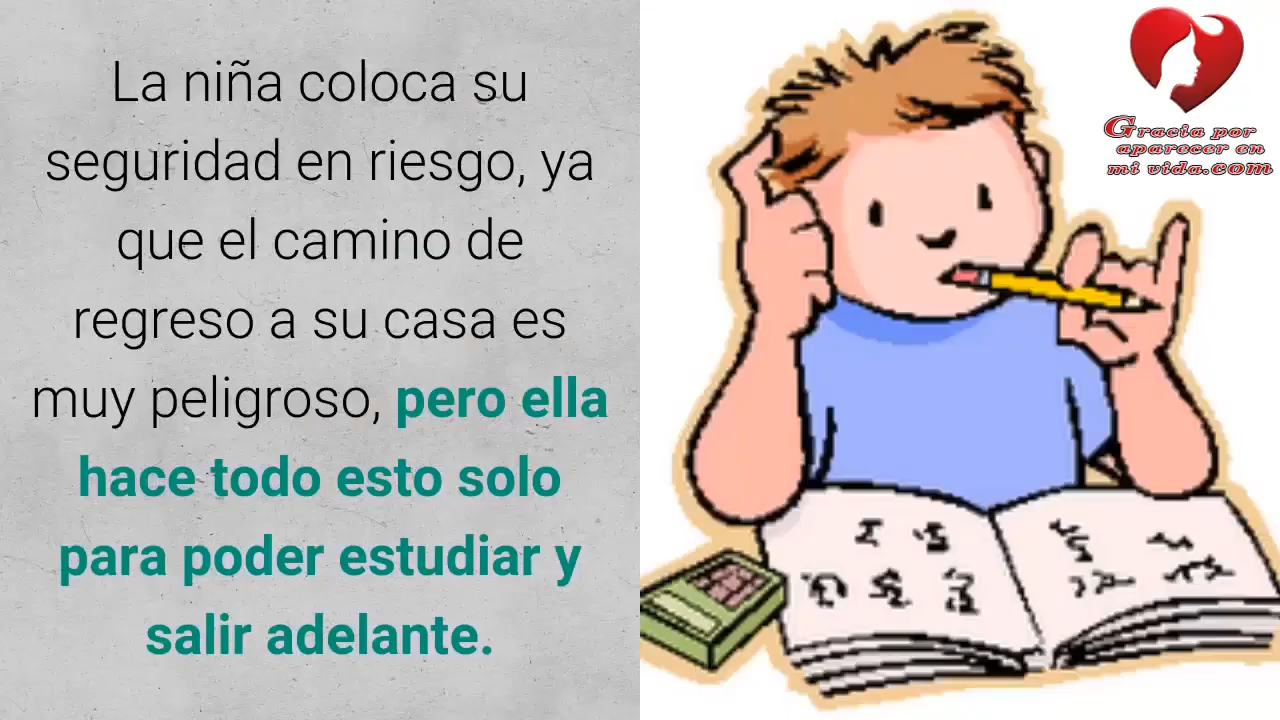 La niña coloca su
seguridad en riesgo, ya
que el camino de
regreso a su casa es
muy peligroso, pero ella
hace todo esto solo
para poder estudiar y
salir adelante.
Gracia por
aparecer en
mi vida.com